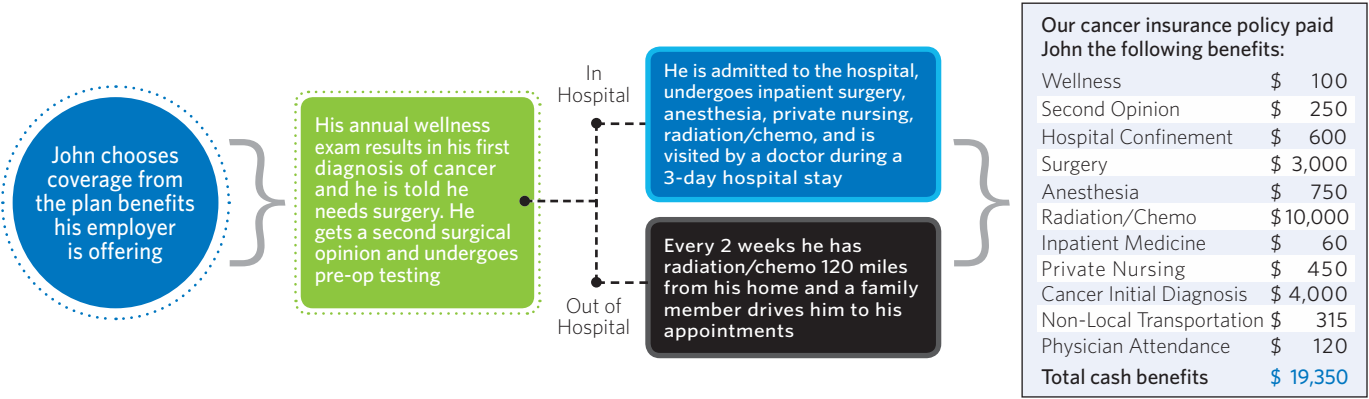 John chooses
coverage from
the plan benefits
his employer
is offering
His annual wellness
exam results in his first
diagnosis of cancer
and he is told he
needs surgery. He
gets a second surgical
opinion and undergoes
pre-op testing
In
Hospital
He is admitted to the hospital,
undergoes inpatient surgery,
anesthesia, private nursing,
radiation/chemo, and is
visited by a doctor during a
3-day hospital stay
Out of
Hospital
Every 2 weeks he has
radiation/chemo 120 miles
from his home and a family
member drives him to his
appointments
Our cancer insurance policy paid
John the following benefits:
Wellness $ 100
Second Opinion $ 250
Hospital Confinement $ 600
Surgery $ 3,000
Anesthesia $ 750
Radiation/Chemo $10,000
Inpatient Medicine $ 60
Private Nursing $ 450
Cancer Initial Diagnosis $ 4,000
Non-Local Transportation $ 315
Physician Attendance $ 120
Total cash benefits $ 19,350